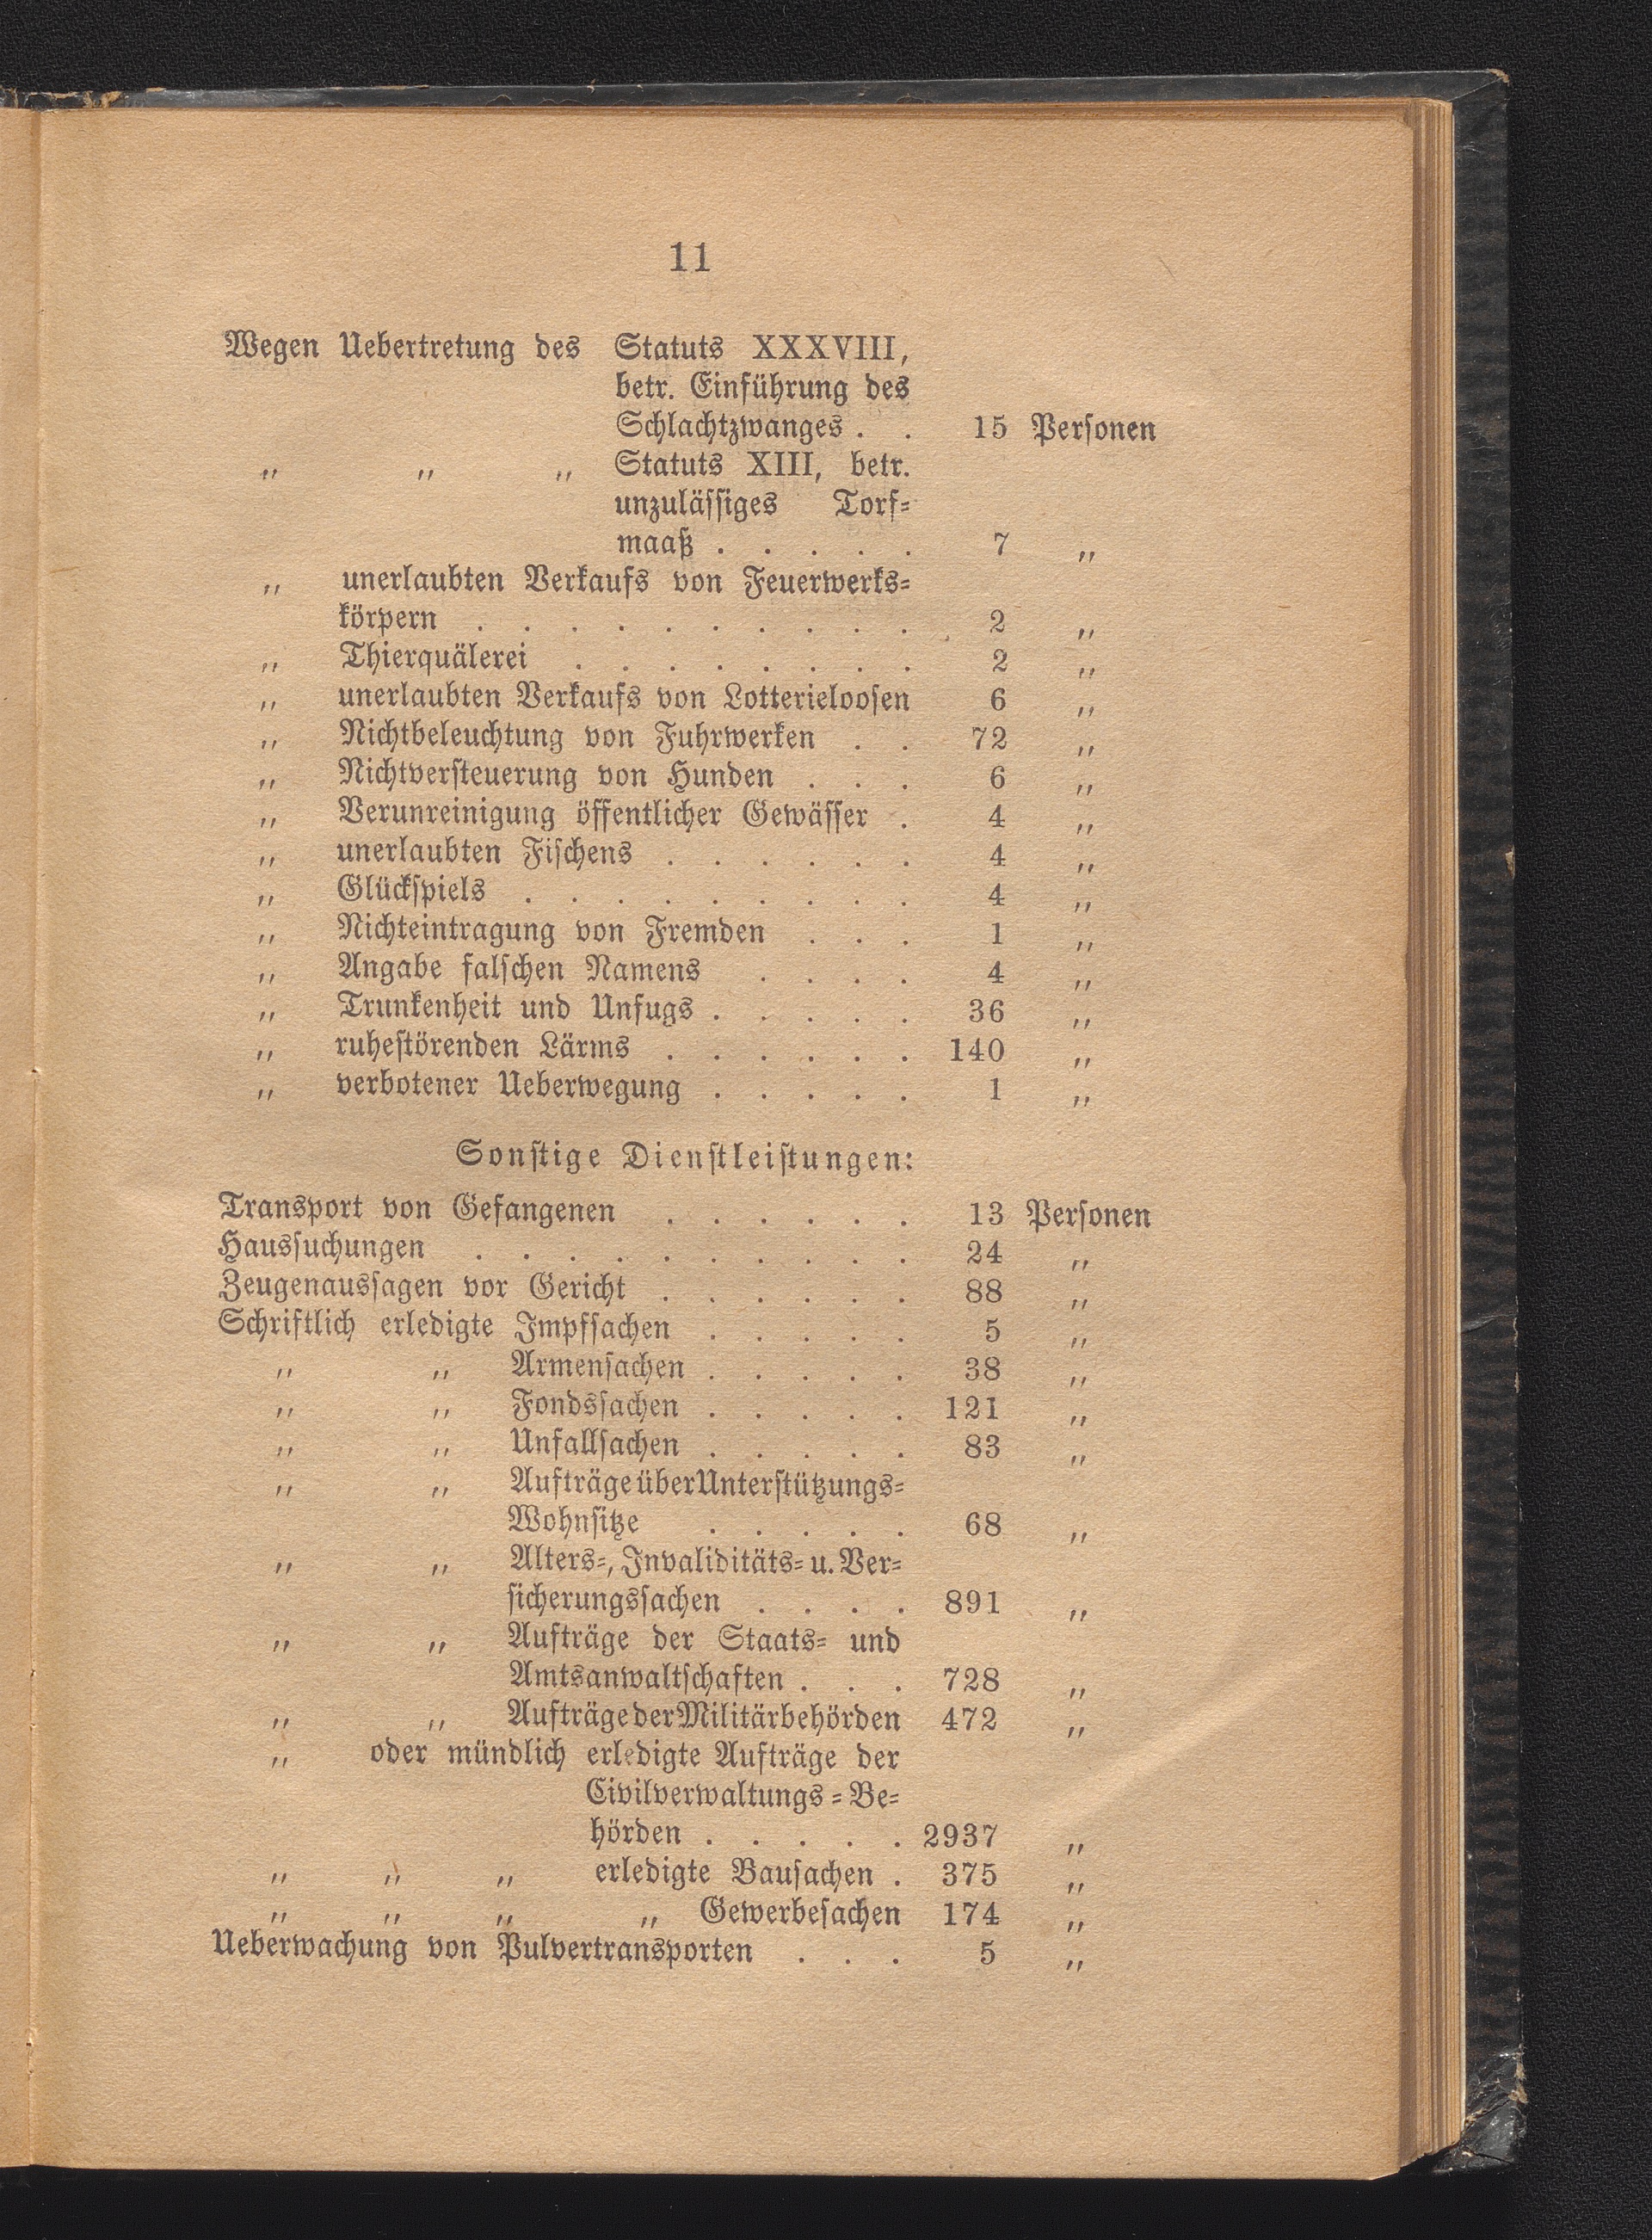 11
Wegen Uebertretung des Statuts XXXVIII,
betr. Einführung des
Schlachtzwanges . . 15 Personen
„ „ „ Statuts XIII, betr.
unzulässiges Torf-
maaß . . . . . 7 „
„ unerlaubten Verkaufs von Feuerwerks-
körpern . . . . . . . . . . 2 „
„ Thierquälerei . . . . . . . . 2 „
„ unerlaubten Verkaufs von Lotterieloosen 6 „
„ Nichtbeleuchtung von Fuhrwerken . . 72 „
„ Nichtversteuerung von Hunden . . . 6 „
„ Verunreinigung öffentlicher Gewässer . 4 „
„ unerlaubten Fischens . . . . . . 4 „
„ Glückspiels . . . . . . . . . 4 „
„ Nichteintragung von Fremden . . . 1 „
„ Angabe falschen Namens . . . . 4 „
„ Trunkenheit und Unfugs . . . . . 36 „
„ ruhestörenden Lärms . . . . . . 140 „
„ verbotener Ueberwegung . . . . . 1 „
Sonstige Dienstleistungen:
Transport von Gefangenen . . . . . . 13 Personen
Haussuchungen . . . . . . . . . . 24 „
Zeugenaussagen vor Gericht . . . . . . 88 „
Schriftlich erledigte Impfsachen . . . . . 5 „
„ „ Armensachen . . . . . 38 „
„ „ Fondssachen . . . . . 121 „
„ „ Unfallsachen . . . . . 83 „
„ „ Aufträge über Unterstützungs-
Wohnsitze . . . . . 68 „
„ „ Alters-, Invaliditäts- u. Ver-
sicherungssachen . . . . 891 „
„ „ Aufträge der Staats- und
Amtsanwaltschaften . . . 728 „
„ „ Aufträge der Militärbehörden 472 „
„ oder mündlich erledigte Aufträge der
Civilverwaltungs-Be-
hörden . . . . . 2937 „
„ „ „ erledigte Bausachen . 375 „
„ „ „ „ Gewerbesachen 174 „
Ueberwachung von Pulvertransporten . . . 5 „